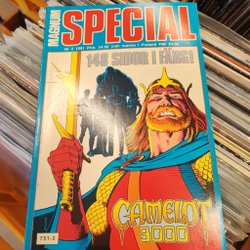 MAGNUM
SPECIAL
148 SIDOR I FÄRG!
CAMELOT
3000
751-2